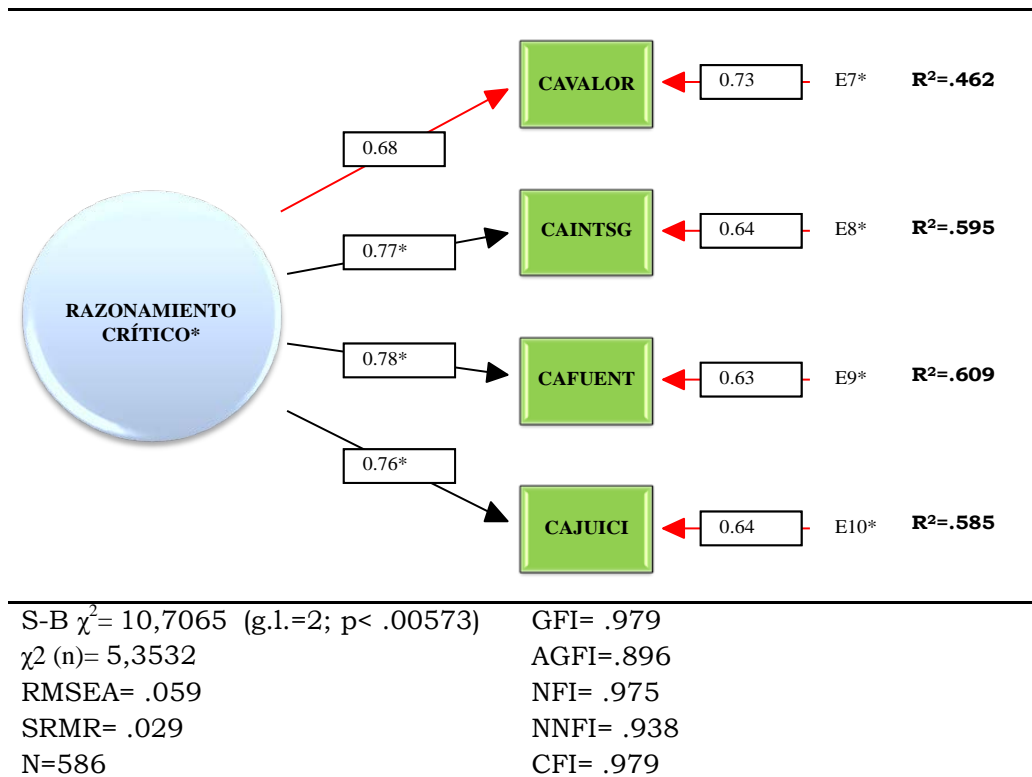 CAVALOR
0.73
E7*
R²=.462
0.68
CAINTSG
0.64
E8*
R²=.595
0.77*
RAZONAMIENTO
CRÍTICO*
0.78*
CAFUENT
0.63
E9*
R²=.609
0.76*
CAJUICI
0.64
E10*
R²=.585
S-B χ²= 10,7065 (g.l.=2; p< .00573)
χ2 (n)= 5,3532
RMSEA= .059
SRMR= .029
N=586
GFI= .979
AGFI=.896
NFI= .975
NNFI= .938
CFI= .979